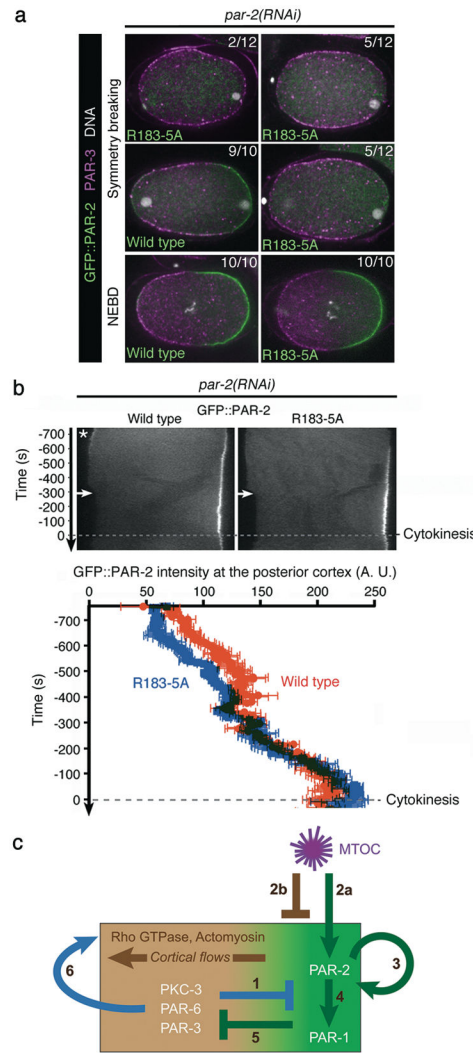 a
par-2(RNAi)
GFP::PAR-2 PAR-3 DNA
Symmetry breaking
NEBD
2/12
R183-5A
5/12
R183-5A
9/10
Wild type
5/12
R183-5A
10/10
Wild type
10/10
R183-5A
b
par-2(RNAi)
GFP::PAR-2
Wild type
R183-5A
Time (s)
-700
-600
-500
-400
-300
-200
-100
0
*
Cytokinesis
GFP::PAR-2 intensity at the posterior cortex (A. U.)
0 50 100 150 200 250
Time (s)
-700
-600
-500
-400
-300
-200
-100
0
R183-5A
Wild type
Cytokinesis
c
MTOC
2b
2a
Rho GTPase, Actomyosin
Cortical flows
6
PAR-2
3
PKC-3
1
4
PAR-6
PAR-3
5
PAR-1